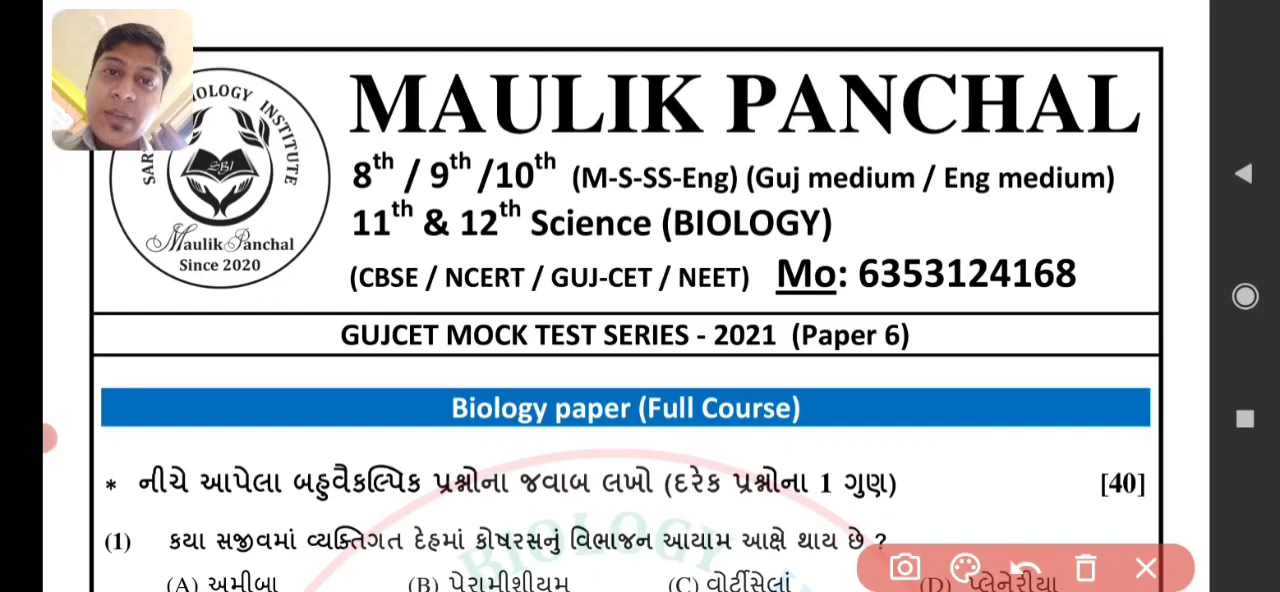 OLOGY INSTITUTE
SAR
SBI
Maulik Panchal
Since 2020
MAULIK PANCHAL
8th / 9th /10th (M-S-SS-Eng) (Guj medium / Eng medium)
11th & 12th Science (BIOLOGY)
(CBSE / NCERT / GUJ-CET / NEET) Mo: 6353124168
GUJCET MOCK TEST SERIES - 2021 (Paper 6)
Biology paper (Full Course)
* નીચે આપેલા બહુવૈકલ્પિક પ્રશ્નોના જવાબ લખો (દરેક પ્રશ્નોના 1 ગુણ) [40]
BIOLOGY
(1) કયા સજીવમાં વ્યક્તિગત દેહમાં કોષરસનું વિભાજન આયામ આક્ષે થાય છે ?
(A) અમીબા (B) પેરામીશીયમ (C) વોર્ટીસેલાં (D) પ્લેનેરીયા